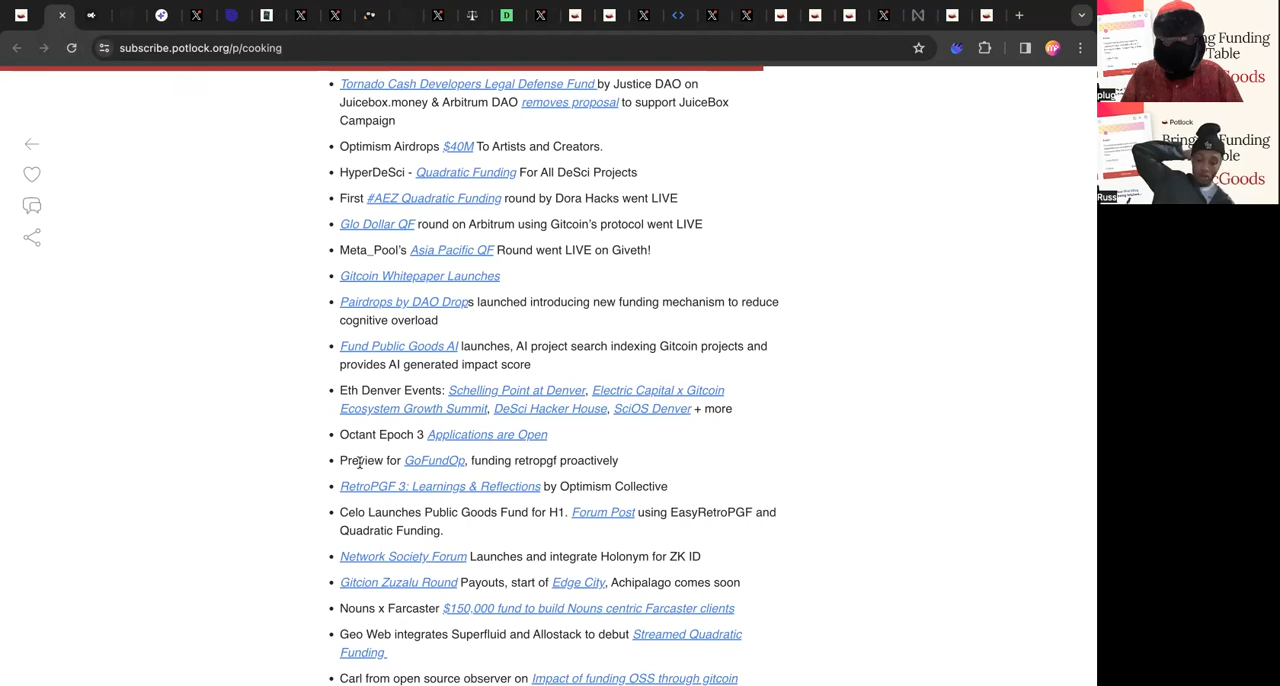 subscribe.potlock.org/p/cooking
Tornado Cash Developers Legal Defense Fund by Justice DAO on
Juicebox.money & Arbitrum DAO removes proposal to support JuiceBox
Campaign
Optimism Airdrops $40M To Artists and Creators.
HyperDeSci - Quadratic Funding For All DeSci Projects
First #AEZ Quadratic Funding round by Dora Hacks went LIVE
Glo Dollar QF round on Arbitrum using Gitcoin's protocol went LIVE
Meta_Pool's Asia Pacific QF Round went LIVE on Giveth!
Gitcoin Whitepaper Launches
Pairdrops by DAO Drops launched introducing new funding mechanism to reduce
cognitive overload
Fund Public Goods AI launches, AI project search indexing Gitcoin projects and
provides AI generated impact score
Eth Denver Events: Schelling Point at Denver, Electric Capital x Gitcoin
Ecosystem Growth Summit, DeSci Hacker House, SciOS Denver + more
Octant Epoch 3 Applications are Open
Preview for GoFundOp, funding retropgf proactively
RetroPGF 3: Learnings & Reflections by Optimism Collective
Celo Launches Public Goods Fund for H1. Forum Post using EasyRetroPGF and
Quadratic Funding.
Network Society Forum Launches and integrate Holonym for ZK ID
Gitcion Zuzalu Round Payouts, start of Edge City, Achipalago comes soon
Nouns x Farcaster $150,000 fund to build Nouns centric Farcaster clients
Geo Web integrates Superfluid and Allostack to debut Streamed Quadratic
Funding
Carl from open source observer on Impact of funding OSS through gitcoin
ng Funding
Table
Goods
plug
Potlock
Bring Funding
ble
Goods
Russ